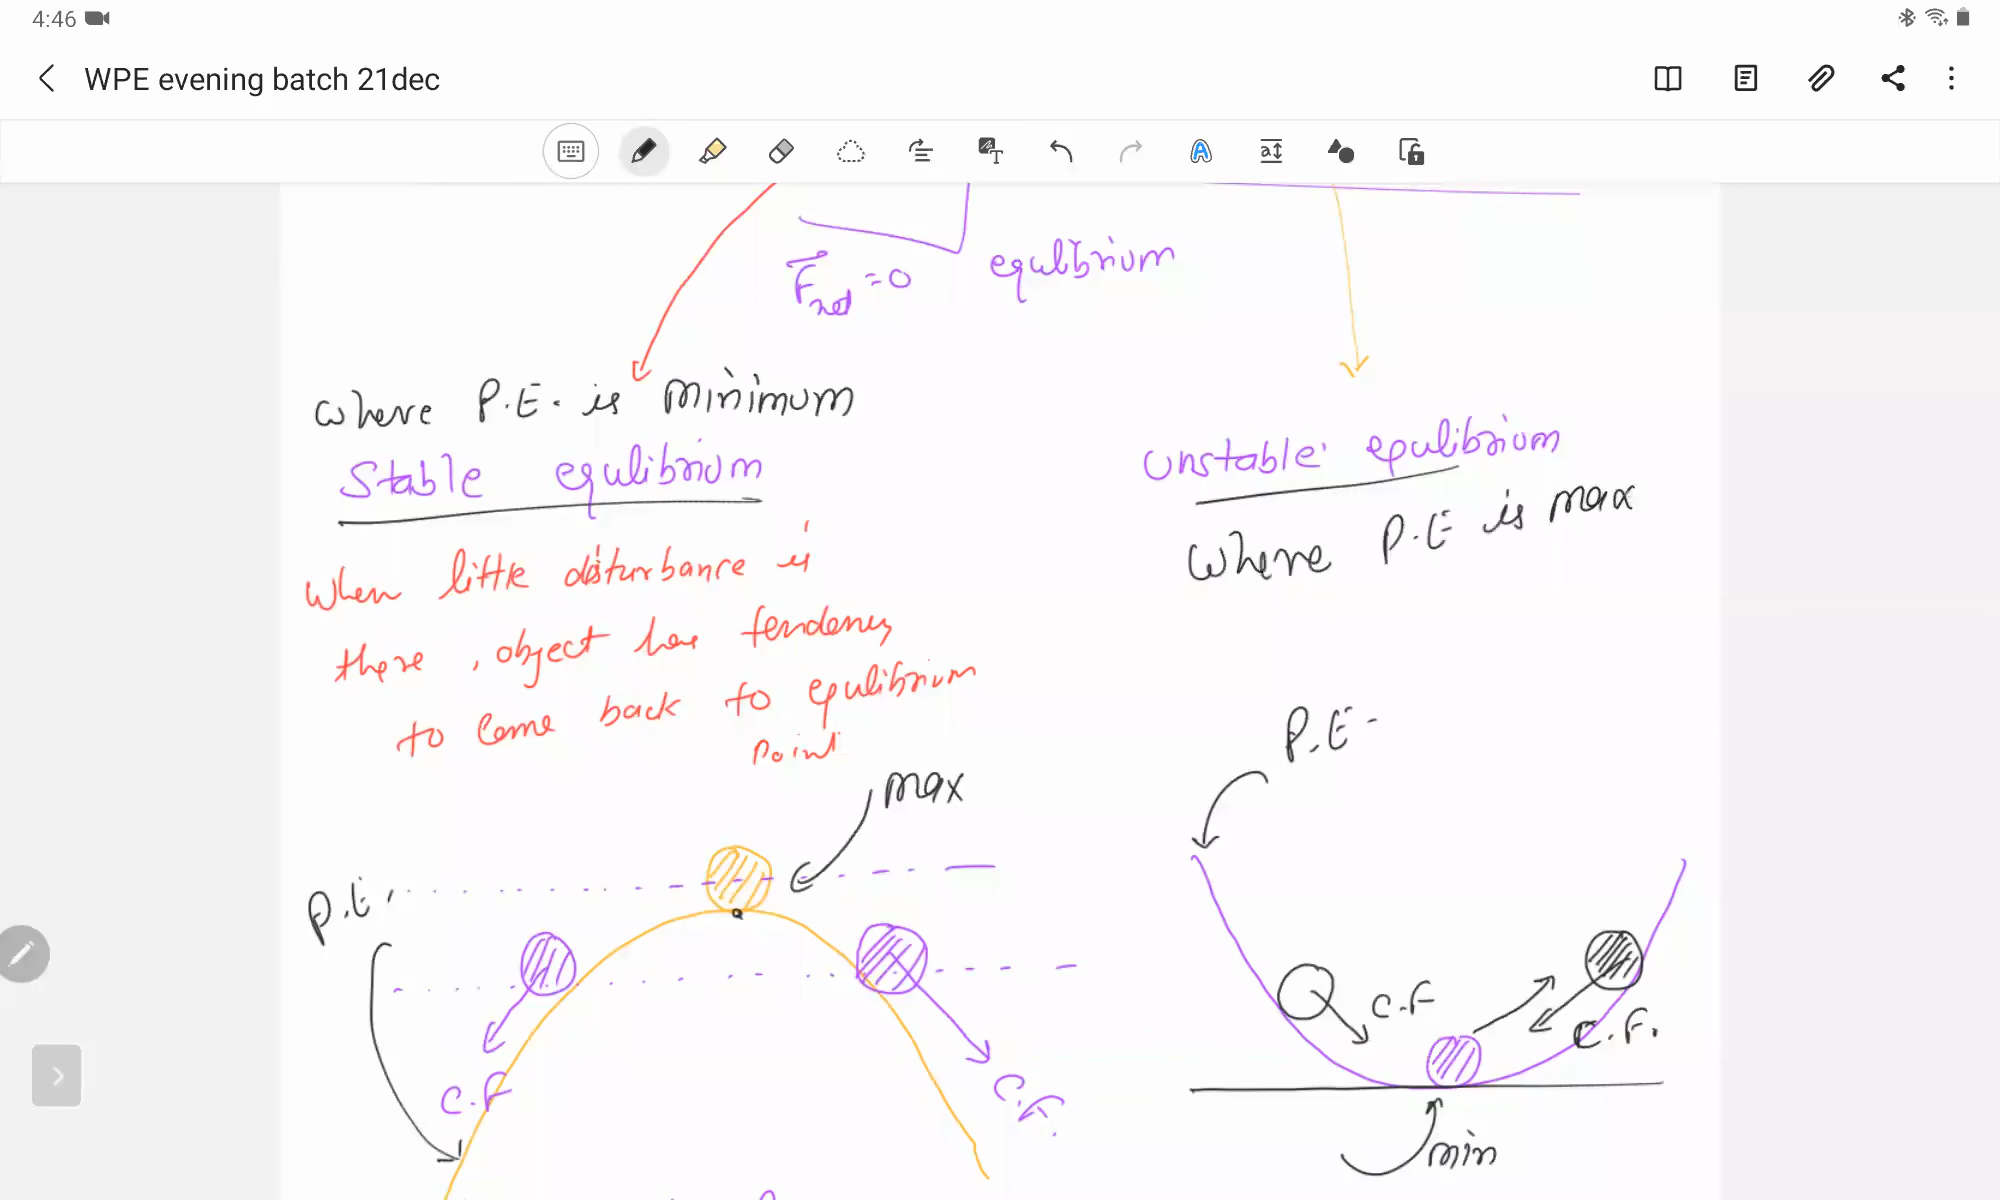 4:46
WPE evening batch 21dec
F net = 0 equlibrium
where P.E. is minimum
Stable equlibrium
When little disturbance is
there, object has tendency
to come back to equlibrium
point
Unstable equlibrium
Where P.E is max
P.E.
max
P.E.
C.F
C.F.
C.F
C.F.
min